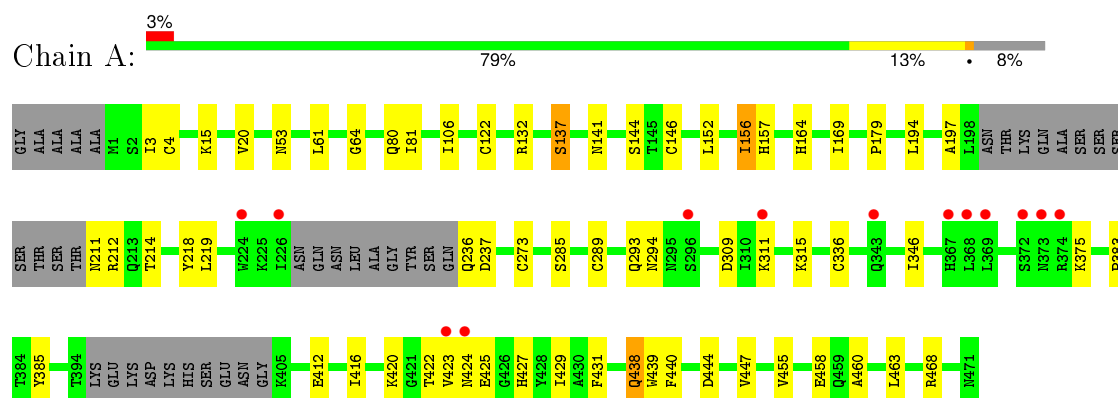 3%
Chain A:
79% 13% • 8%
GLY ALA ALA ALA ALA M1 S2 I3 C4 K15 V20 N53 L61 G64 Q80 I81 I106 C122 R132 S137 N141 S144 T145 C146 L152 I156 H157 H164 I169 P179 L194 A197 L198 ASN THR LYS GLN ALA SER SER SER
SER THR SER THR N211 R212 Q213 T214 Y218 L219 W224 K225 I226 ASN GLN ASN LEU ALA GLY TYR SER GLN Q236 D237 C273 S285 C289 Q293 N294 N295 S296 D309 I310 K311 K315 C336 Q343 I346 H367 L368 L369 S372 N373 R374 K375
T384 Y385 T394 LYS GLU LYS ASP LYS HIS SER GLU ASN GLY K405 E412 I416 K420 G421 T422 V423 N424 E425 G426 H427 Y428 I429 A430 F431 Q438 W439 F440 D444 V447 V455 E458 Q459 A460 L463 R468 N471